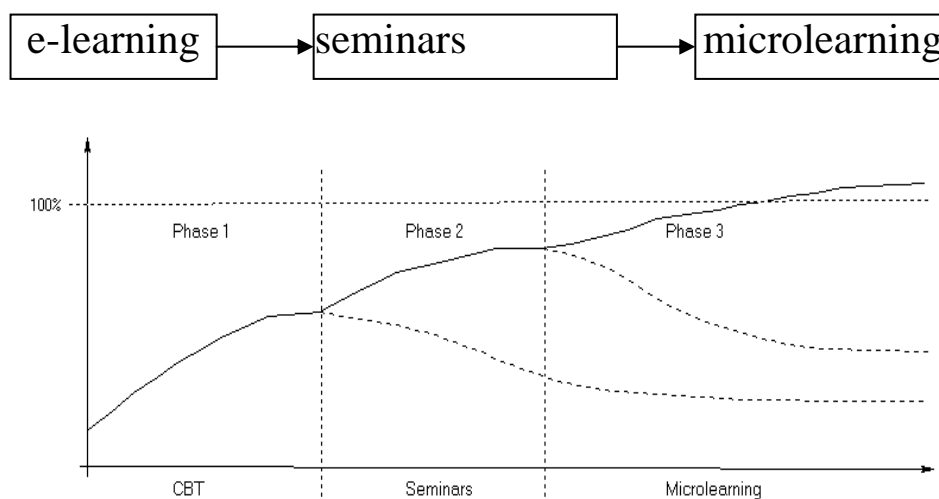 e-learning seminars microlearning
100%
Phase 1 Phase 2 Phase 3
CBT Seminars Microlearning